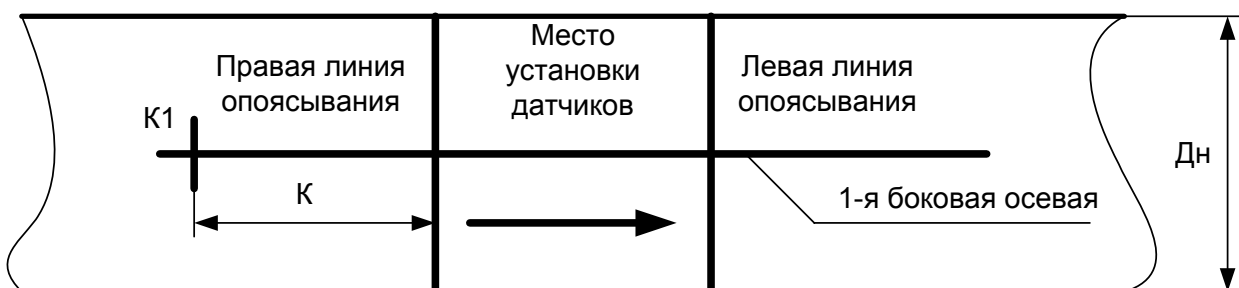 Место
установки
датчиков
Правая линия
опоясывания
Левая линия
опоясывания
К1
К
1-я боковая осевая
Дн